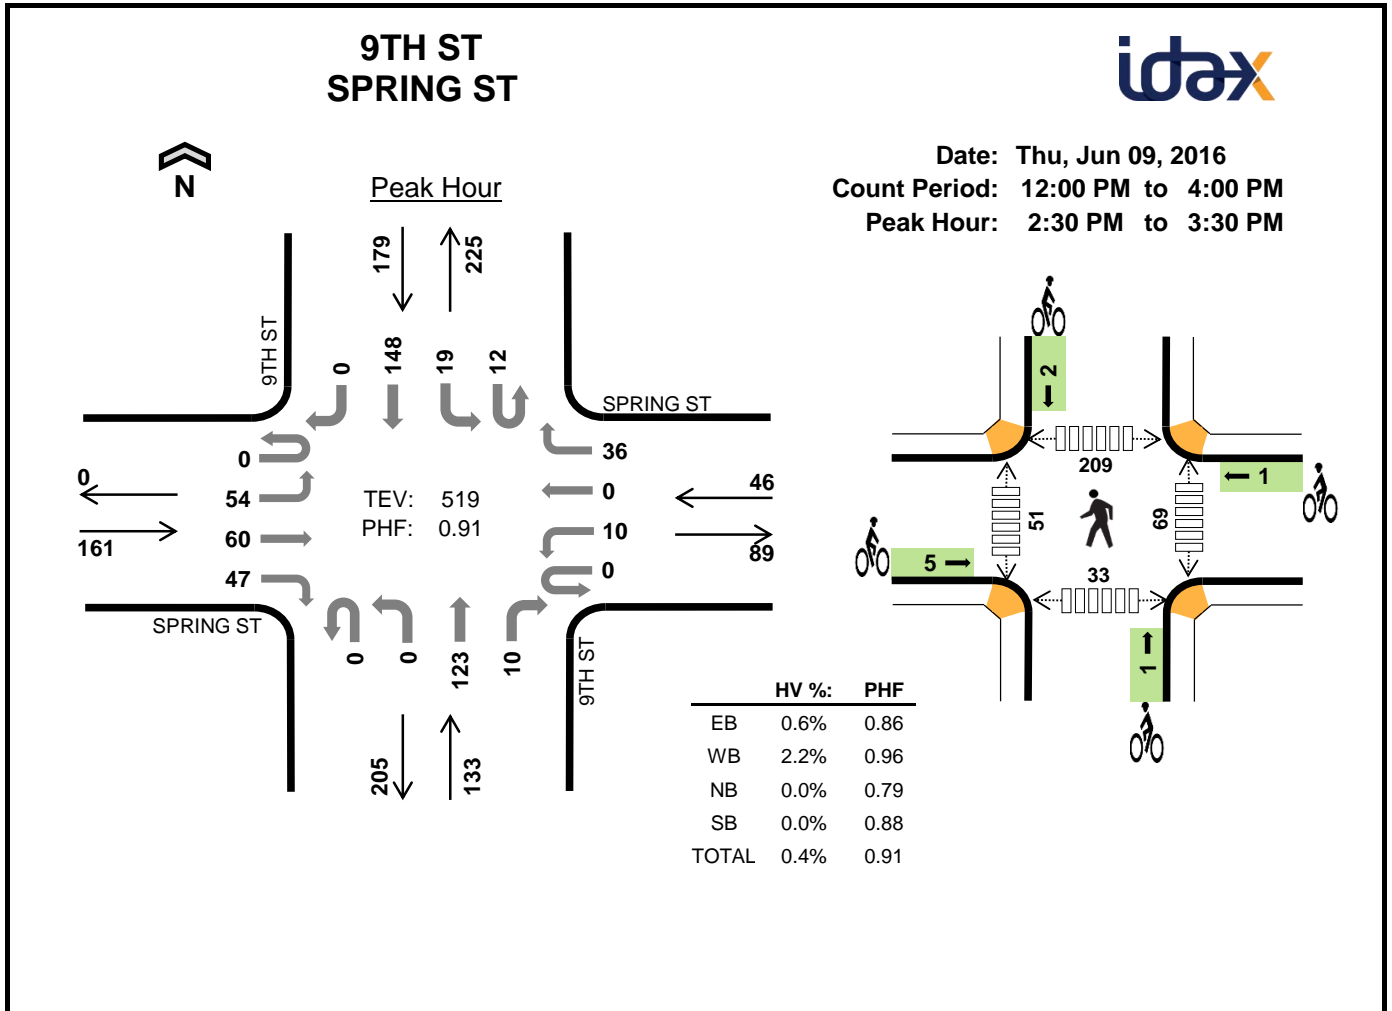 9TH ST
SPRING ST
idax
N
Peak Hour
Date: Thu, Jun 09, 2016
Count Period: 12:00 PM to 4:00 PM
Peak Hour: 2:30 PM to 3:30 PM
179
225
9TH ST
0
148
19
12
SPRING ST
0
54
60
47
0
161
TEV: 519
PHF: 0.91
36
0
10
0
46
89
SPRING ST
0
0
123
10
9TH ST
205
133
2
209
1
51
69
5
33
1
HV %: PHF
EB 0.6% 0.86
WB 2.2% 0.96
NB 0.0% 0.79
SB 0.0% 0.88
TOTAL 0.4% 0.91